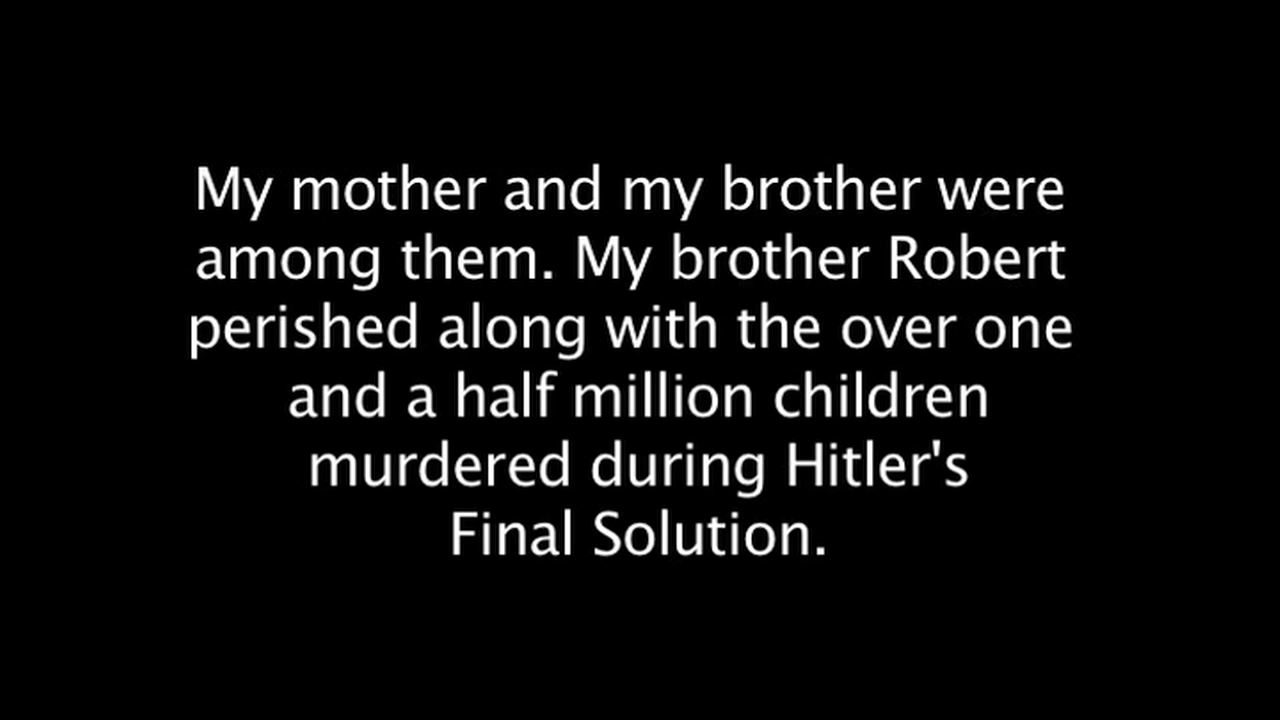 My mother and my brother were
among them. My brother Robert
perished along with the over one
and a half million children
murdered during Hitler's
Final Solution.